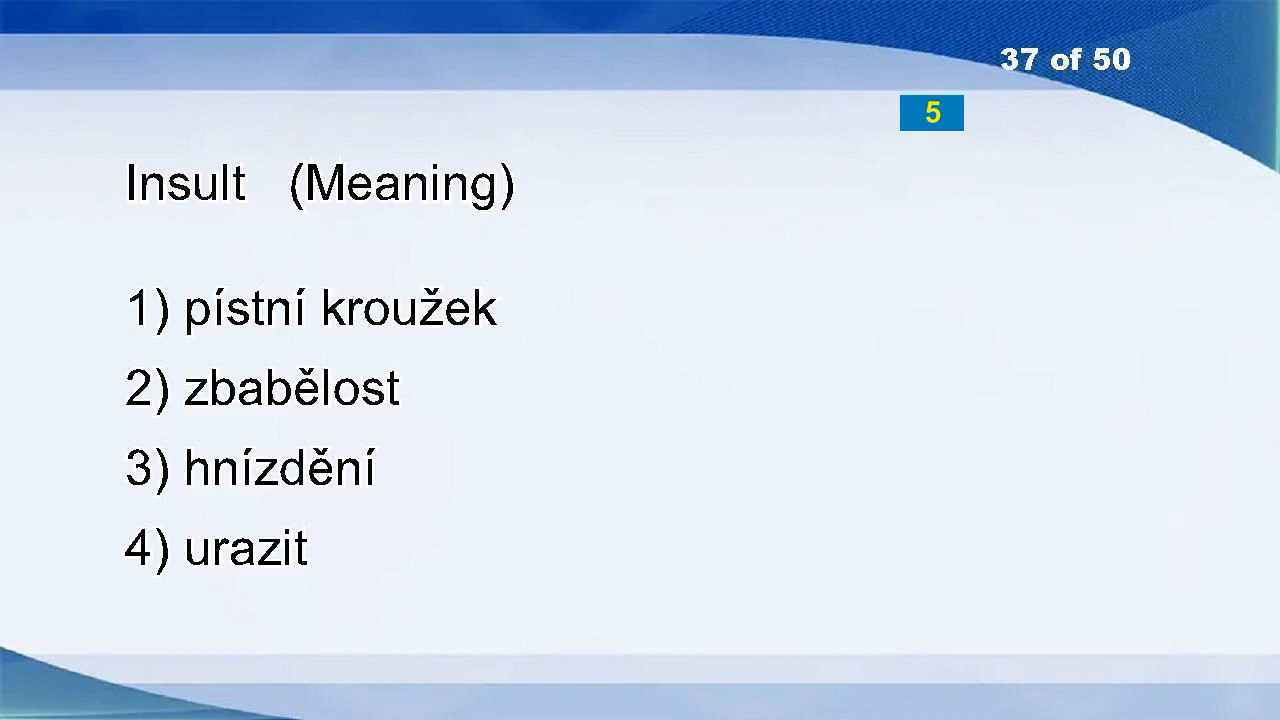 37 of 50
5
Insult (Meaning)
1) pístní kroužek
2) zbabělost
3) hnízdění
4) urazit